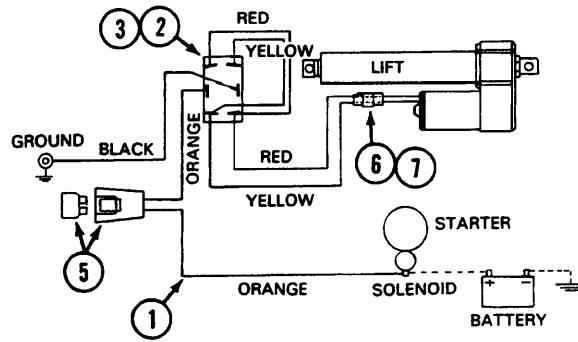 RED
3 2
YELLOW
LIFT
GROUND
BLACK
ORANGE
RED
6 7
YELLOW
5
STARTER
1
ORANGE
SOLENOID
+ -
BATTERY